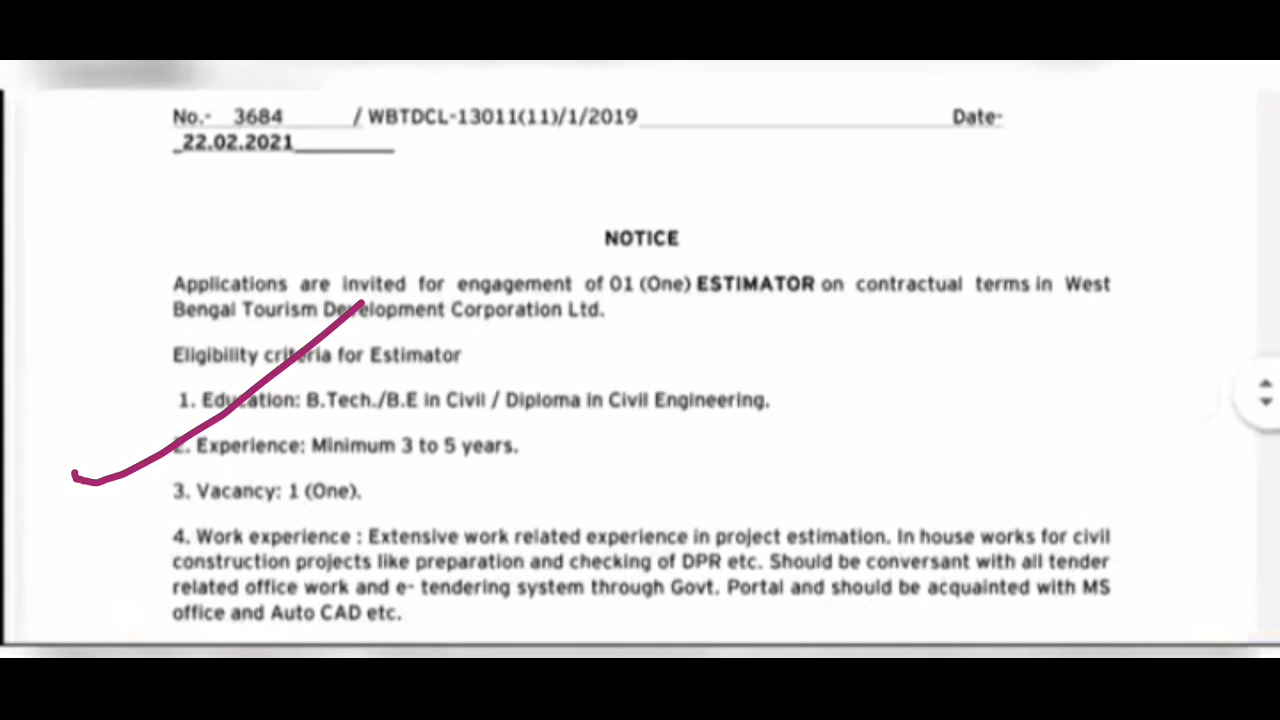 No.- 3684 / WBTDCL-13011(11)/1/2019 Date-
22.02.2021
NOTICE
Applications are invited for engagement of 01 (One) ESTIMATOR on contractual terms in West
Bengal Tourism Development Corporation Ltd.
Eligibility criteria for Estimator
1. Education: B.Tech./B.E in Civil / Diploma in Civil Engineering.
2. Experience: Minimum 3 to 5 years.
3. Vacancy: 1 (One).
4. Work experience : Extensive work related experience in project estimation. In house works for civil
construction projects like preparation and checking of DPR etc. Should be conversant with all tender
related office work and e- tendering system through Govt. Portal and should be acquainted with MS
office and Auto CAD etc.